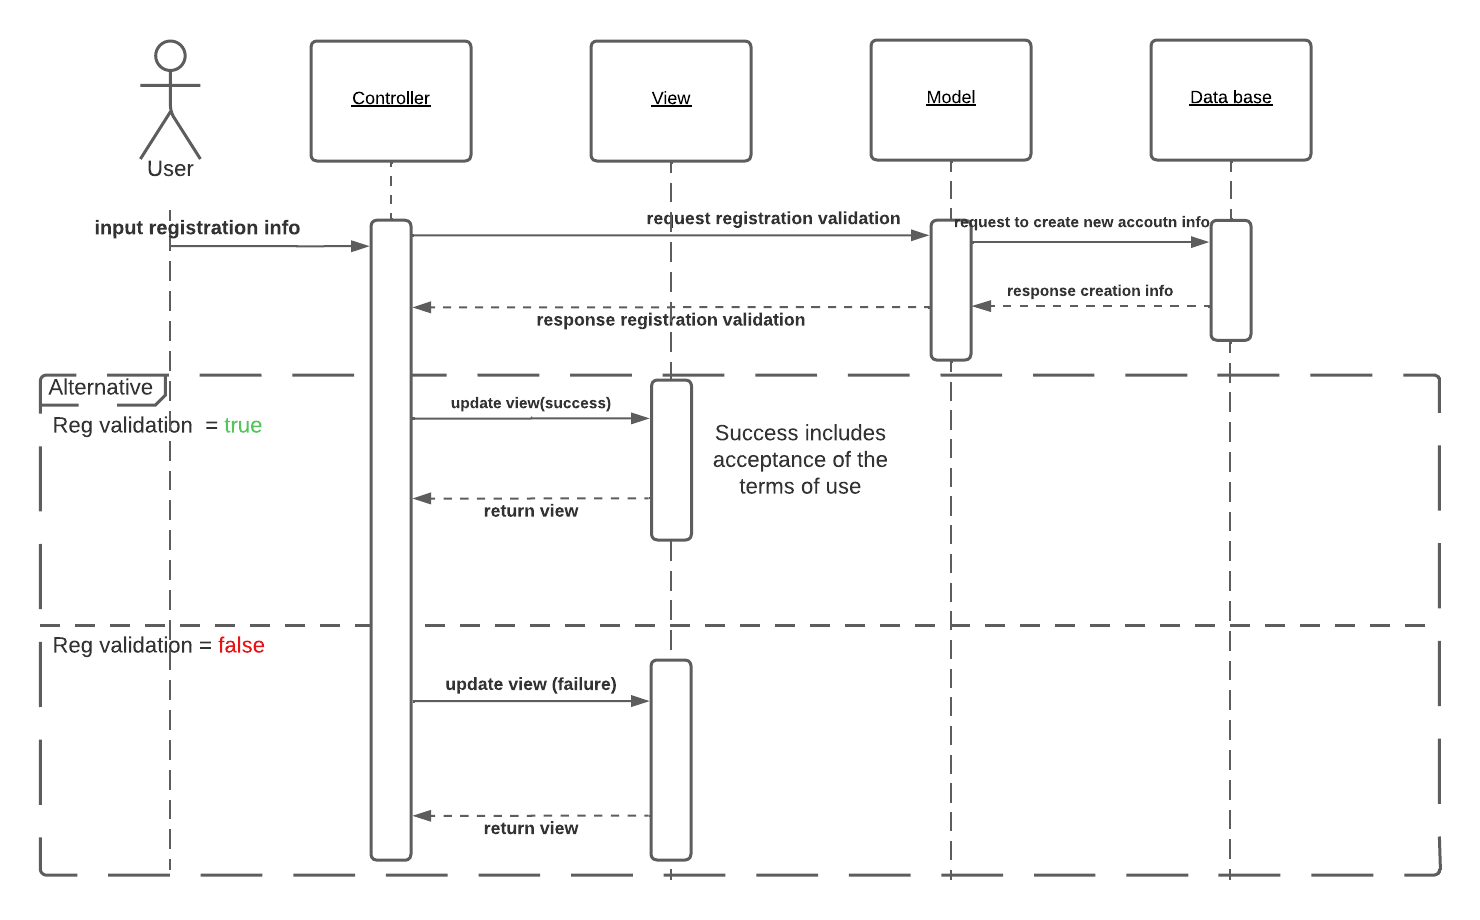 User
Controller
View
Model
Data base
input registration info
request registration validation
request to create new accoutn info
response creation info
response registration validation
Alternative
Reg validation = true
update view(success)
Success includes
acceptance of the
terms of use
return view
Reg validation = false
update view (failure)
return view